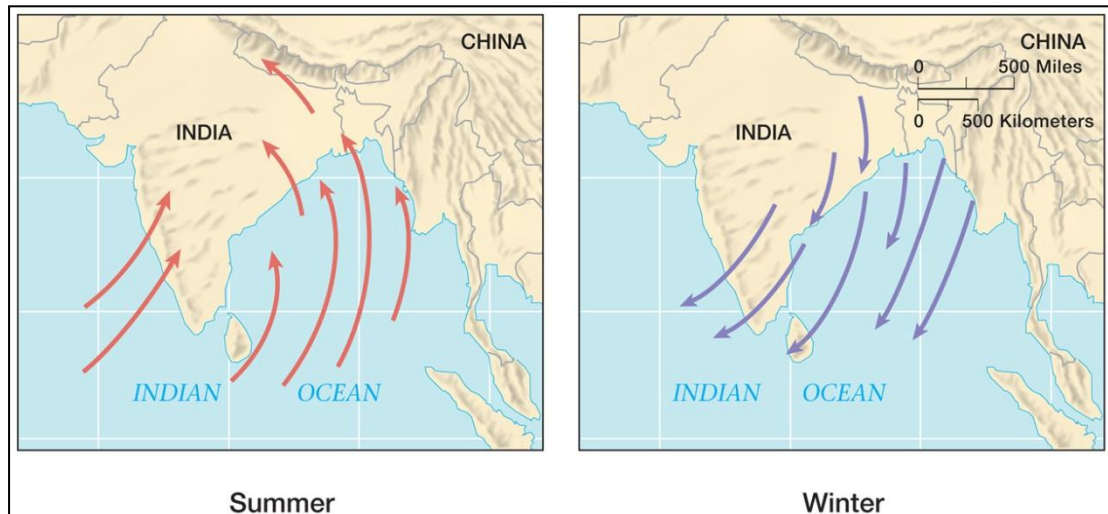 CHINA
INDIA
INDIAN OCEAN
Summer
CHINA
0 500 Miles
0 500 Kilometers
INDIA
INDIAN OCEAN
Winter